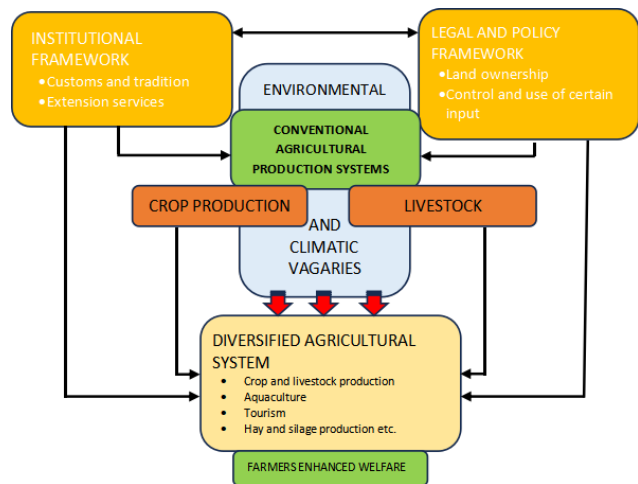 INSTITUTIONAL
FRAMEWORK
•Customs and tradition
•Extension services
LEGAL AND POLICY
FRAMEWORK
•Land ownership
•Control and use of certain
input
ENVIRONMENTAL
CONVENTIONAL
AGRICULTURAL
PRODUCTION SYSTEMS
CROP PRODUCTION
LIVESTOCK
AND
CLIMATIC
VAGARIES
DIVERSIFIED AGRICULTURAL
SYSTEM
• Crop and livestock production
• Aquaculture
• Tourism
• Hay and silage production etc.
FARMERS ENHANCED WELFARE